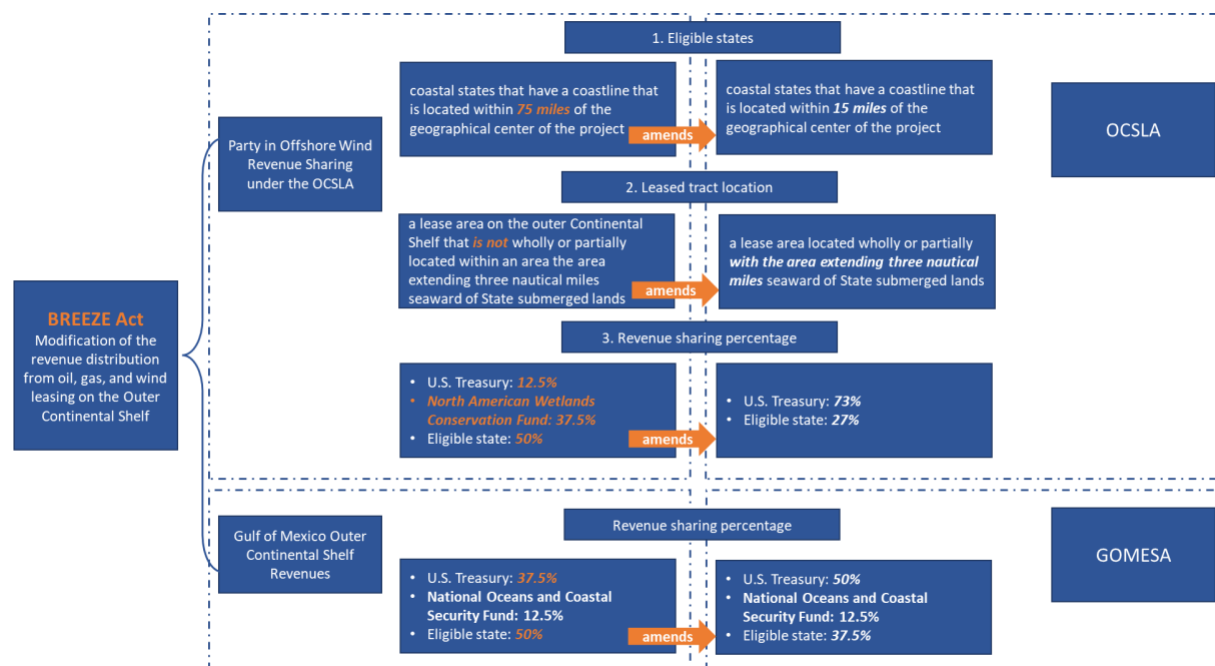 1. Eligible states
coastal states that have a coastline that
is located within 75 miles of the
geographical center of the project
amends
coastal states that have a coastline that
is located within 15 miles of the
geographical center of the project
OCSLA
Party in Offshore Wind
Revenue Sharing
under the OCSLA
2. Leased tract location
a lease area on the outer Continental
Shelf that is not wholly or partially
located within an area the area
extending three nautical miles
seaward of State submerged lands
amends
a lease area located wholly or partially
with the area extending three nautical
miles seaward of State submerged lands
BREEZE Act
Modification of the
revenue distribution
from oil, gas, and wind
leasing on the Outer
Continental Shelf
3. Revenue sharing percentage
• U.S. Treasury: 12.5%
• North American Wetlands
Conservation Fund: 37.5%
• Eligible state: 50%
amends
• U.S. Treasury: 73%
• Eligible state: 27%
Gulf of Mexico Outer
Continental Shelf
Revenues
Revenue sharing percentage
• U.S. Treasury: 37.5%
• National Oceans and Coastal
Security Fund: 12.5%
• Eligible state: 50%
amends
• U.S. Treasury: 50%
• National Oceans and Coastal
Security Fund: 12.5%
• Eligible state: 37.5%
GOMESA